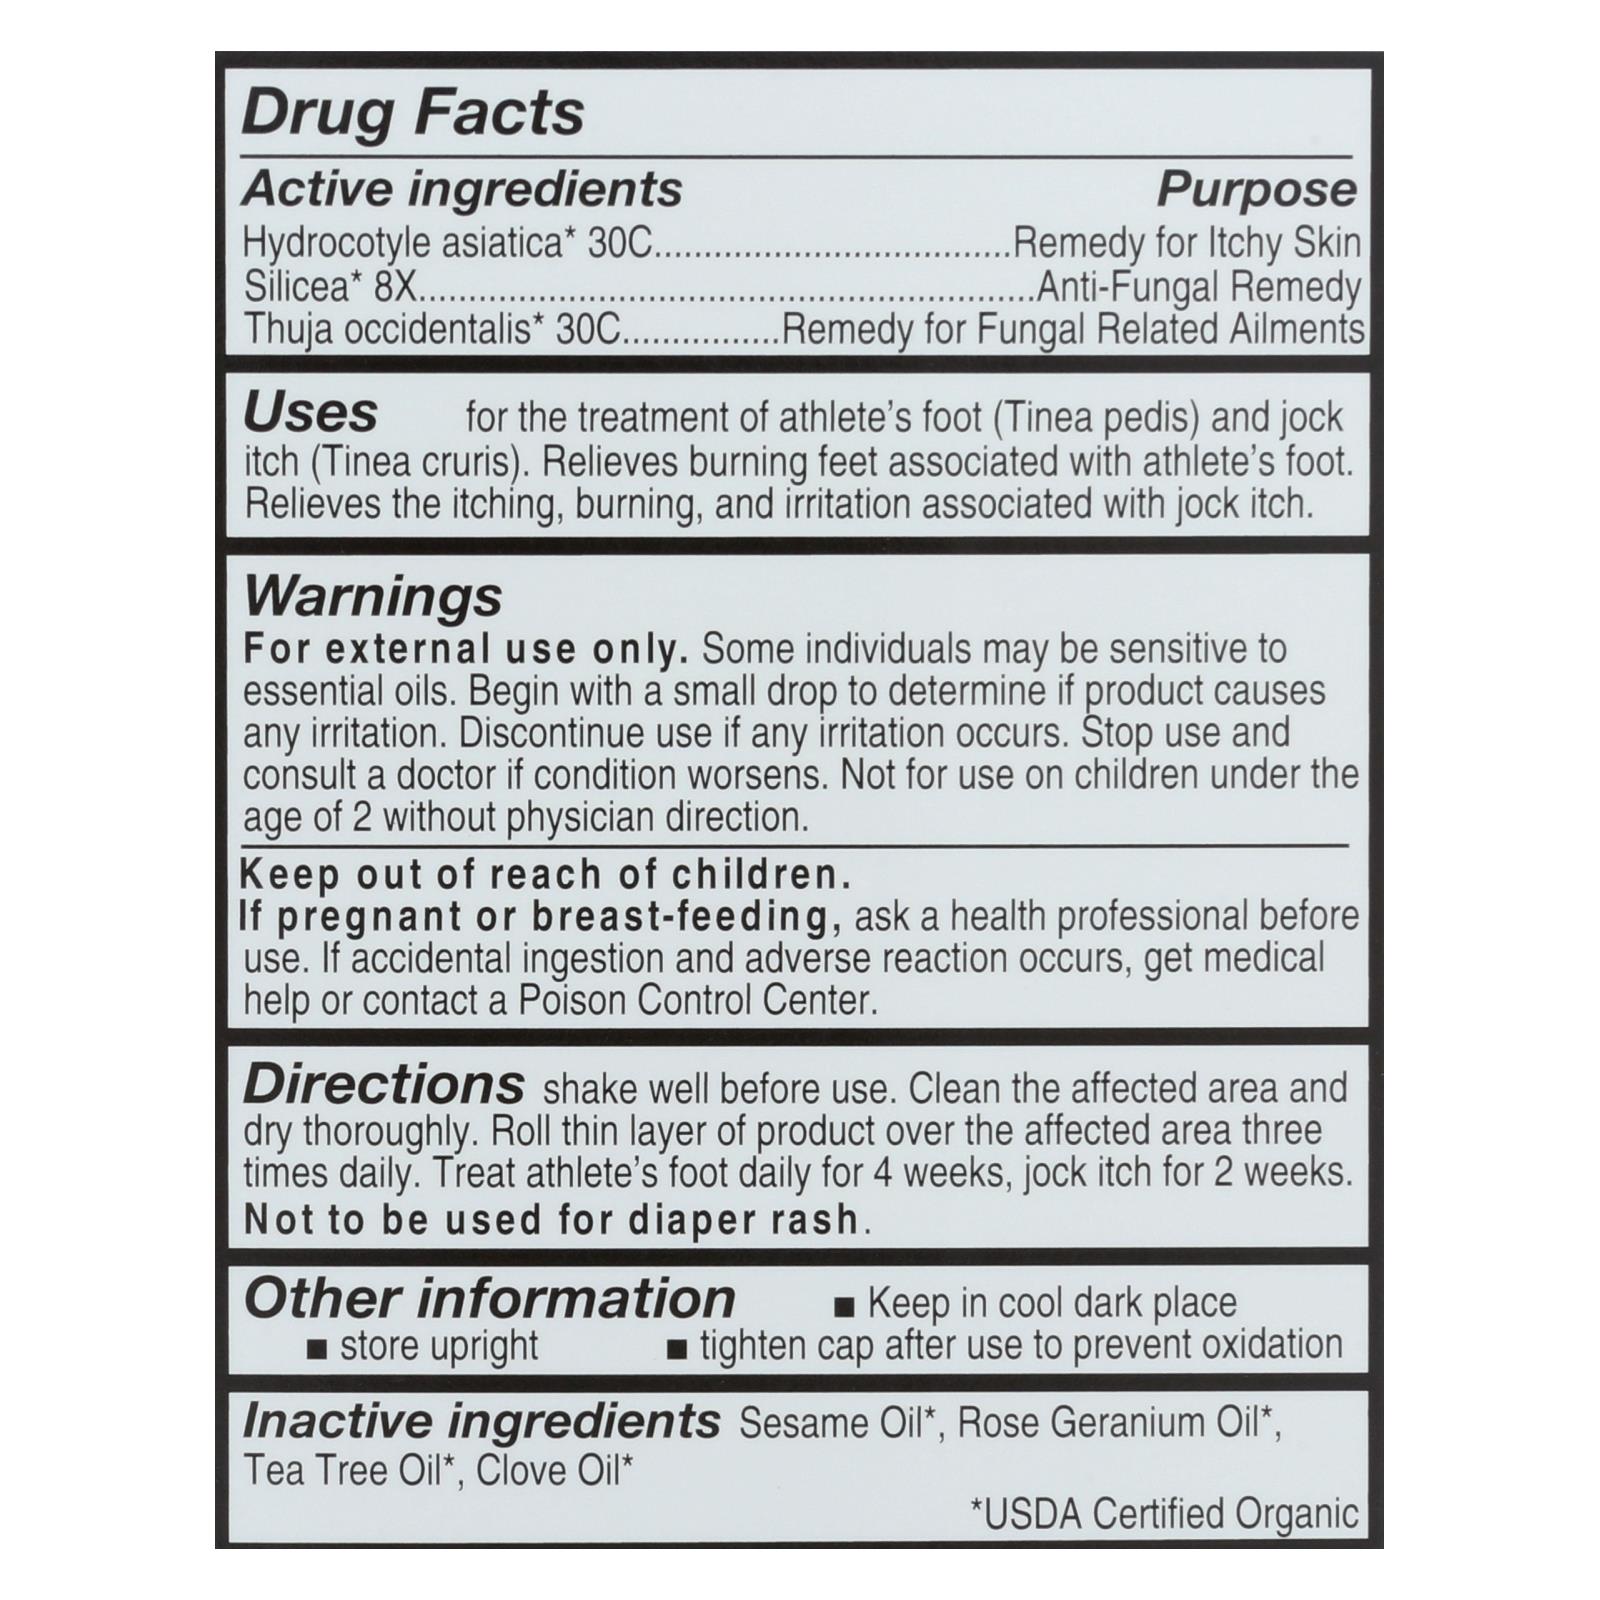 Drug Facts
Active ingredients Purpose
Hydrocotyle asiatica* 30C...................................Remedy for Itchy Skin
Silicea* 8X.............................................................Anti-Fungal Remedy
Thuja occidentalis* 30C................Remedy for Fungal Related Ailments
Uses for the treatment of athlete's foot (Tinea pedis) and jock
itch (Tinea cruris). Relieves burning feet associated with athlete's foot.
Relieves the itching, burning, and irritation associated with jock itch.
Warnings
For external use only. Some individuals may be sensitive to
essential oils. Begin with a small drop to determine if product causes
any irritation. Discontinue use if any irritation occurs. Stop use and
consult a doctor if condition worsens. Not for use on children under the
age of 2 without physician direction.
Keep out of reach of children.
If pregnant or breast-feeding, ask a health professional before
use. If accidental ingestion and adverse reaction occurs, get medical
help or contact a Poison Control Center.
Directions shake well before use. Clean the affected area and
dry thoroughly. Roll thin layer of product over the affected area three
times daily. Treat athlete's foot daily for 4 weeks, jock itch for 2 weeks.
Not to be used for diaper rash.
Other information ■ Keep in cool dark place
■ store upright ■ tighten cap after use to prevent oxidation
Inactive ingredients Sesame Oil*, Rose Geranium Oil*,
Tea Tree Oil*, Clove Oil*
*USDA Certified Organic